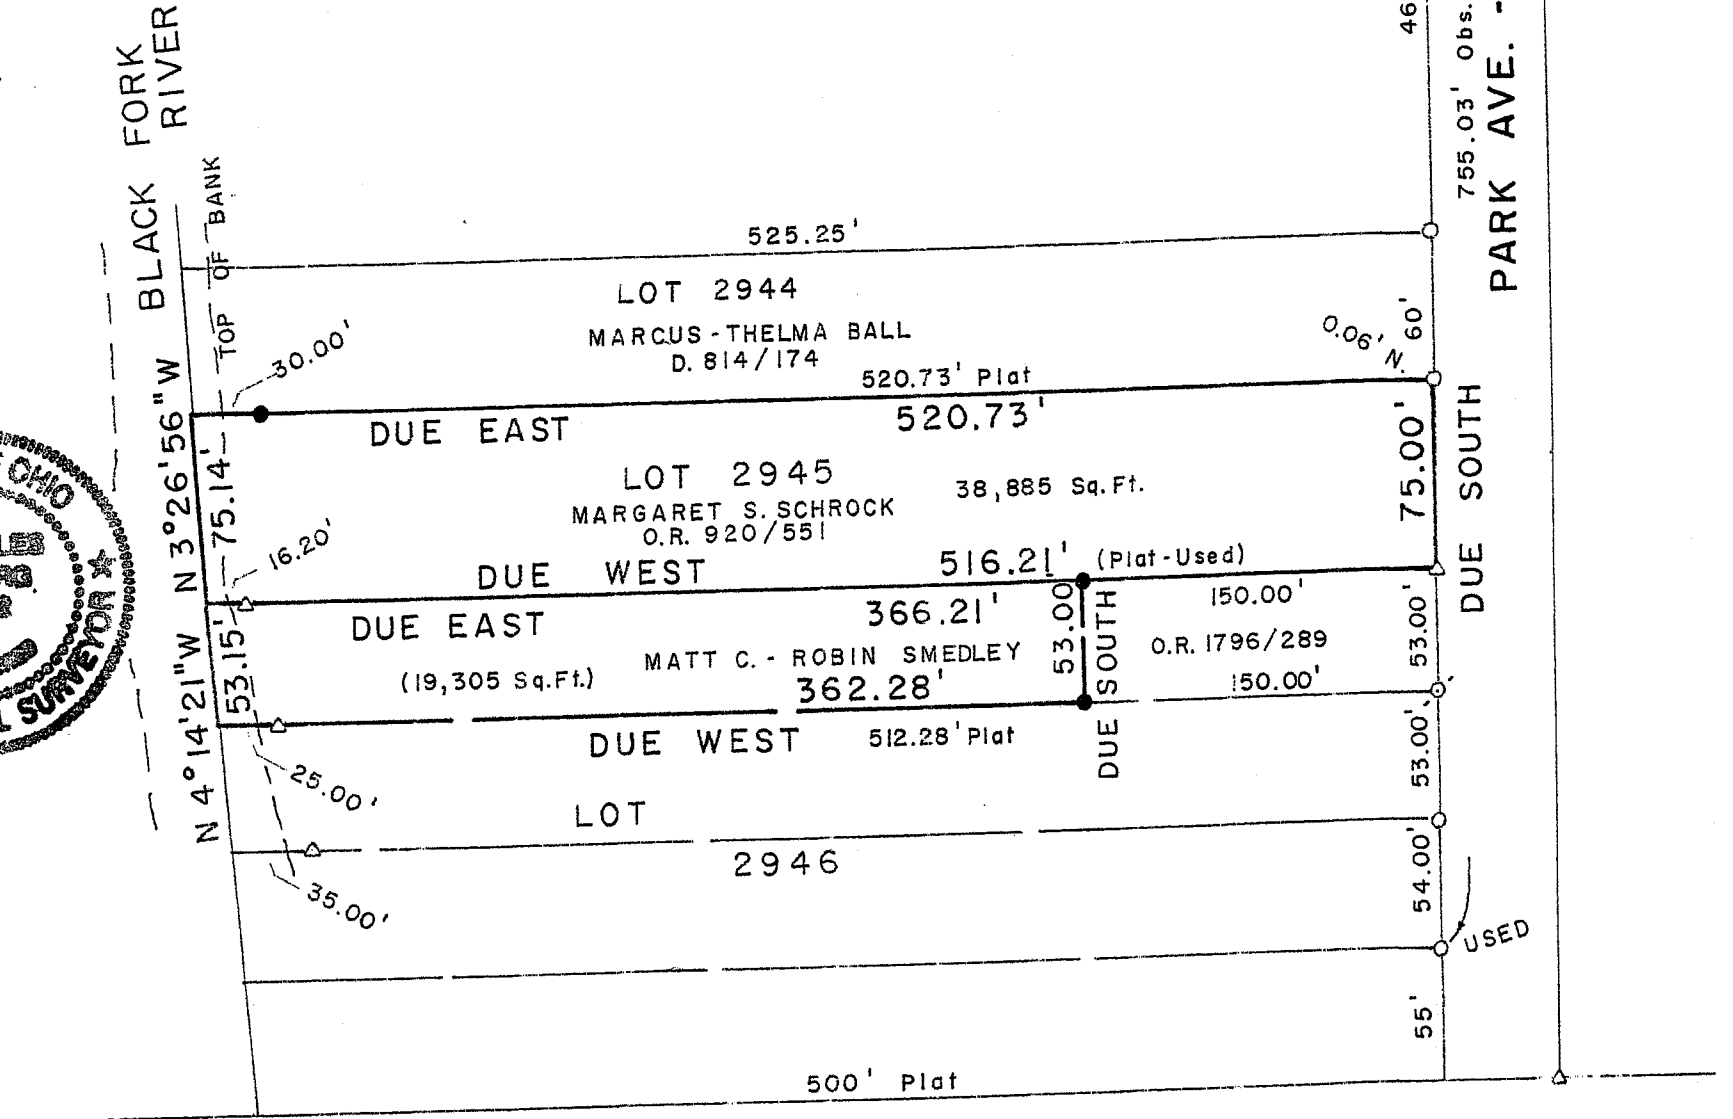 BLACK FORK
RIVER
TOP OF BANK
46
755.03' Obs.
PARK AVE. -
525.25'
LOT 2944
MARCUS - THELMA BALL
D. 814/174
520.73' Plat
0.06' N.
60'
30.00'
DUE EAST
520.73'
N 3°26'56"W
75.14'
LOT 2945
38,885 Sq.Ft.
MARGARET S. SCHROCK
O.R. 920/551
75.00'
DUE SOUTH
16.20'
DUE WEST
516.21' (Plat-Used)
DUE EAST
366.21'
150.00'
53.00
DUE SOUTH
53.00'
MATT C. - ROBIN SMEDLEY
O.R. 1796/289
(19,305 Sq.Ft.)
362.28'
150.00'
N 4°14'21"W
53.15'
DUE WEST
512.28' Plat
53.00'
25.00'
LOT
2946
54.00'
35.00'
USED
55'
500' Plat
OHIO
LES
SURVEYOR